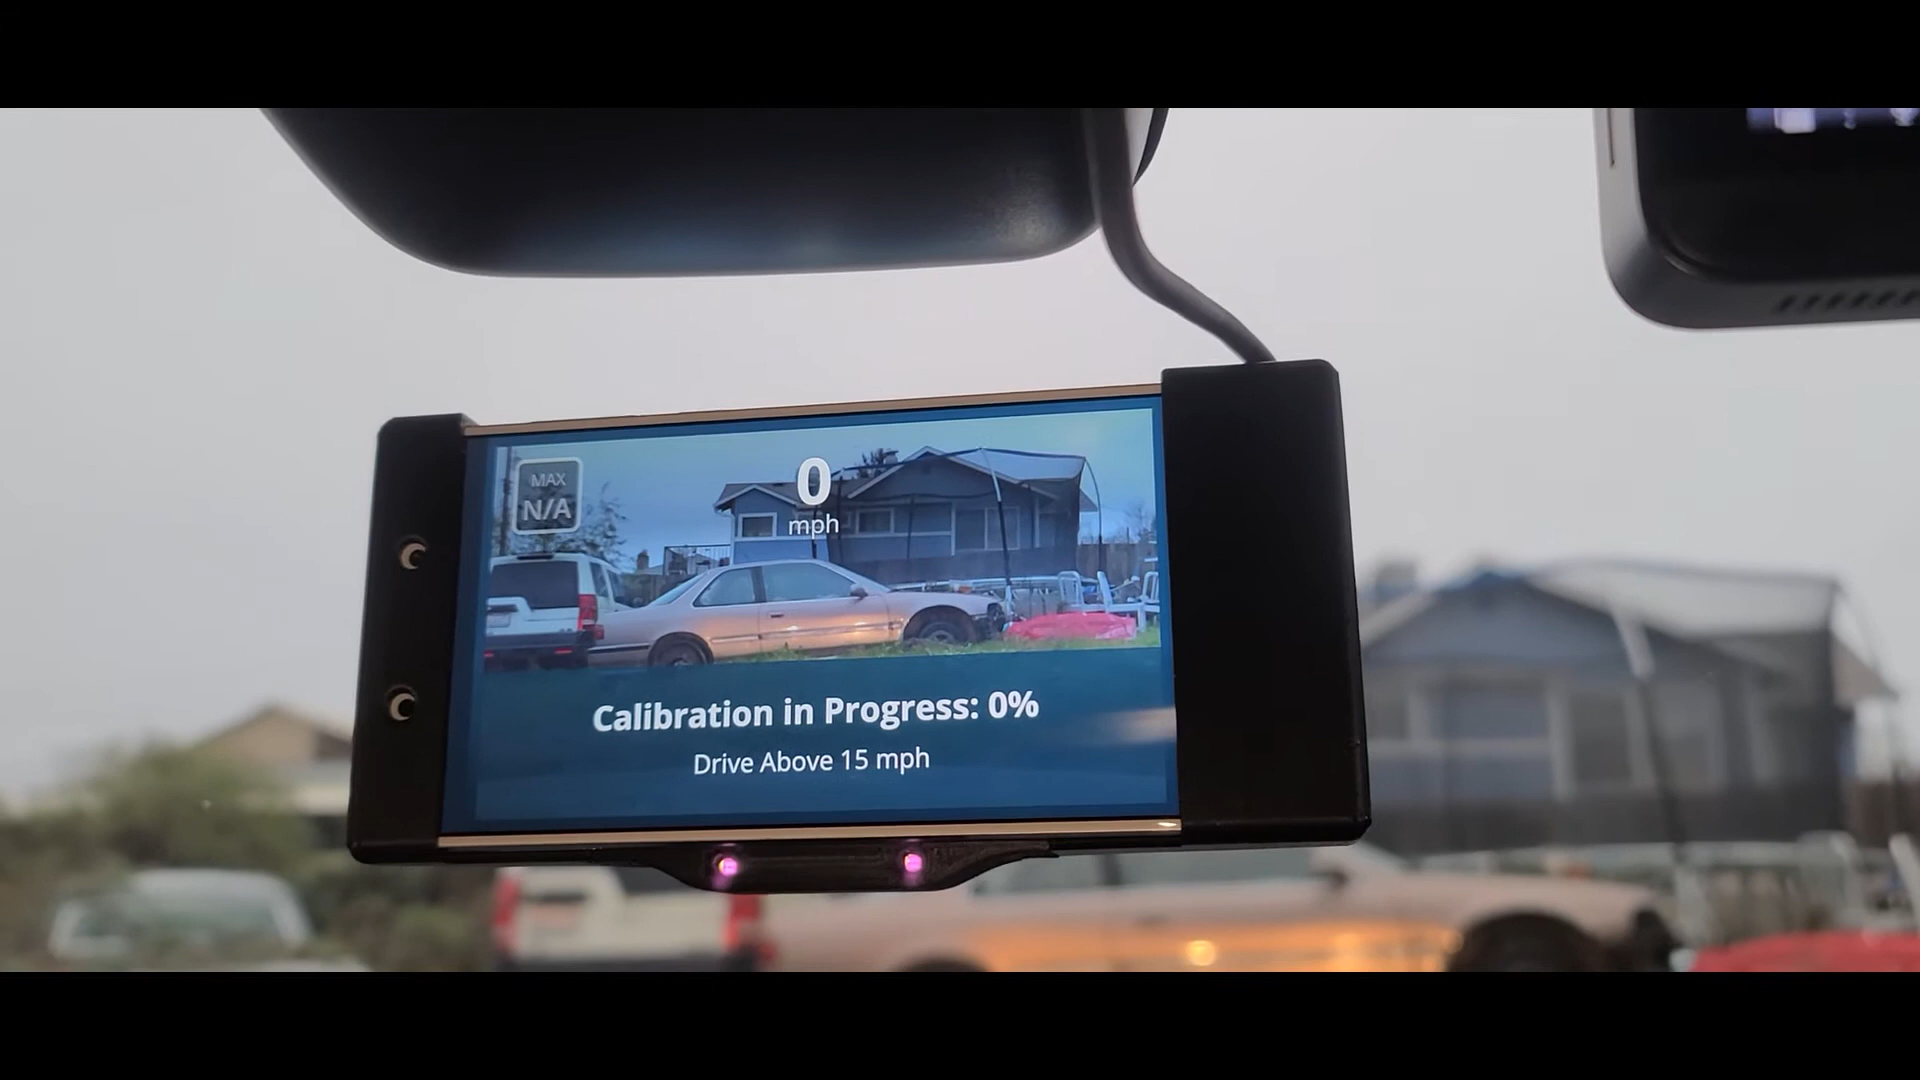 MAX
N/A
0
mph
Calibration in Progress: 0%
Drive Above 15 mph